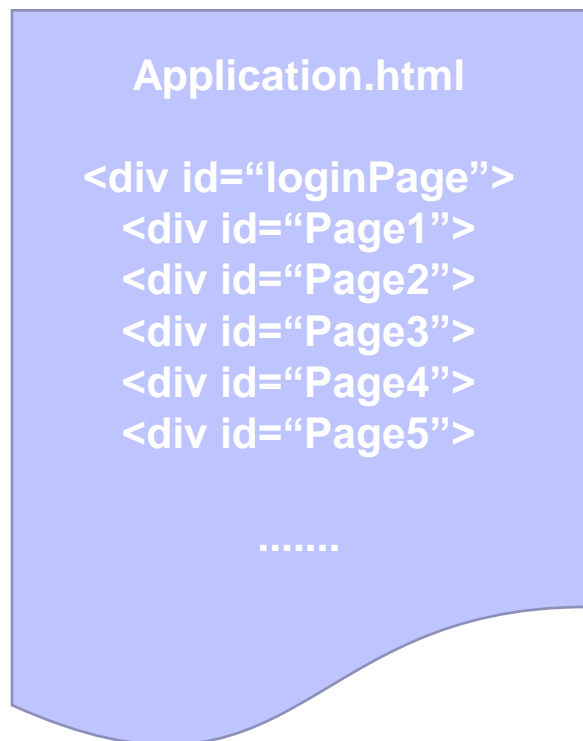 Application.html
<div id=“loginPage”>
<div id=“Page1”>
<div id=“Page2”>
<div id=“Page3”>
<div id=“Page4”>
<div id=“Page5”>
.......